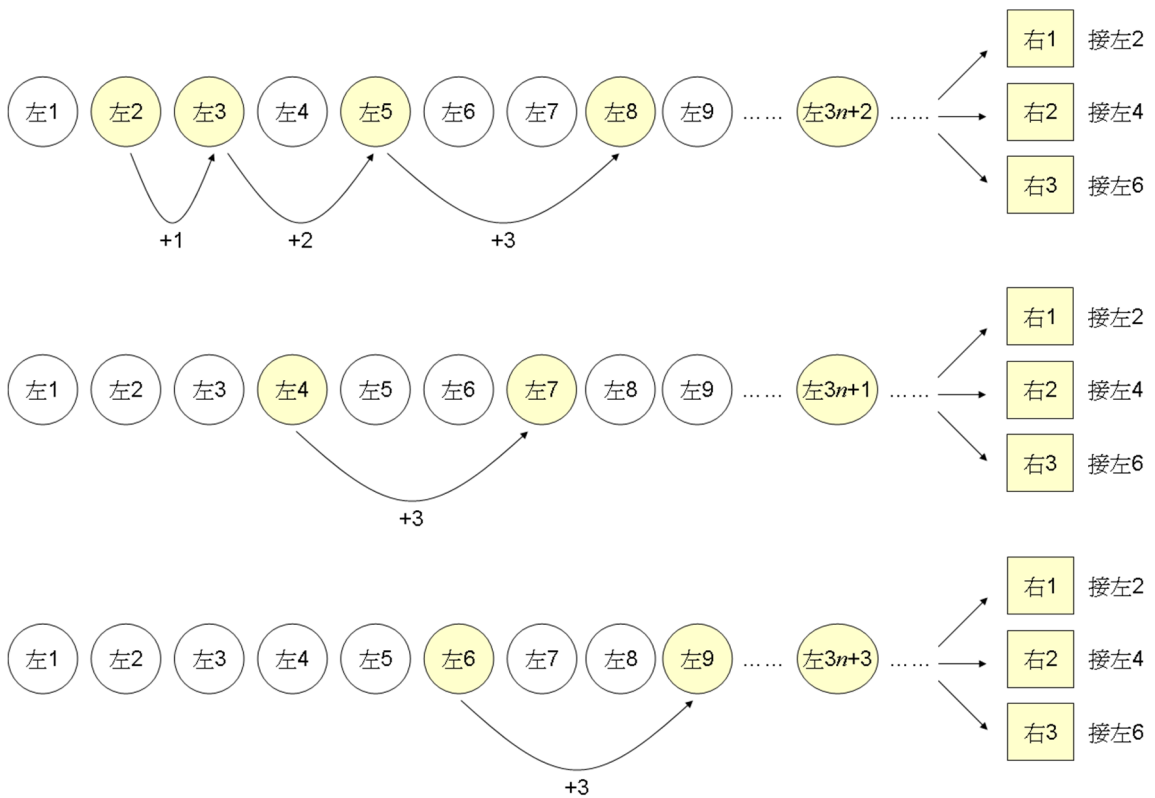 右1 接左2
左1 左2 左3 左4 左5 左6 左7 左8 左9 …… 左3n+2 …… 右2 接左4
右3 接左6
+1 +2 +3
右1 接左2
左1 左2 左3 左4 左5 左6 左7 左8 左9 …… 左3n+1 …… 右2 接左4
右3 接左6
+3
右1 接左2
左1 左2 左3 左4 左5 左6 左7 左8 左9 …… 左3n+3 …… 右2 接左4
右3 接左6
+3